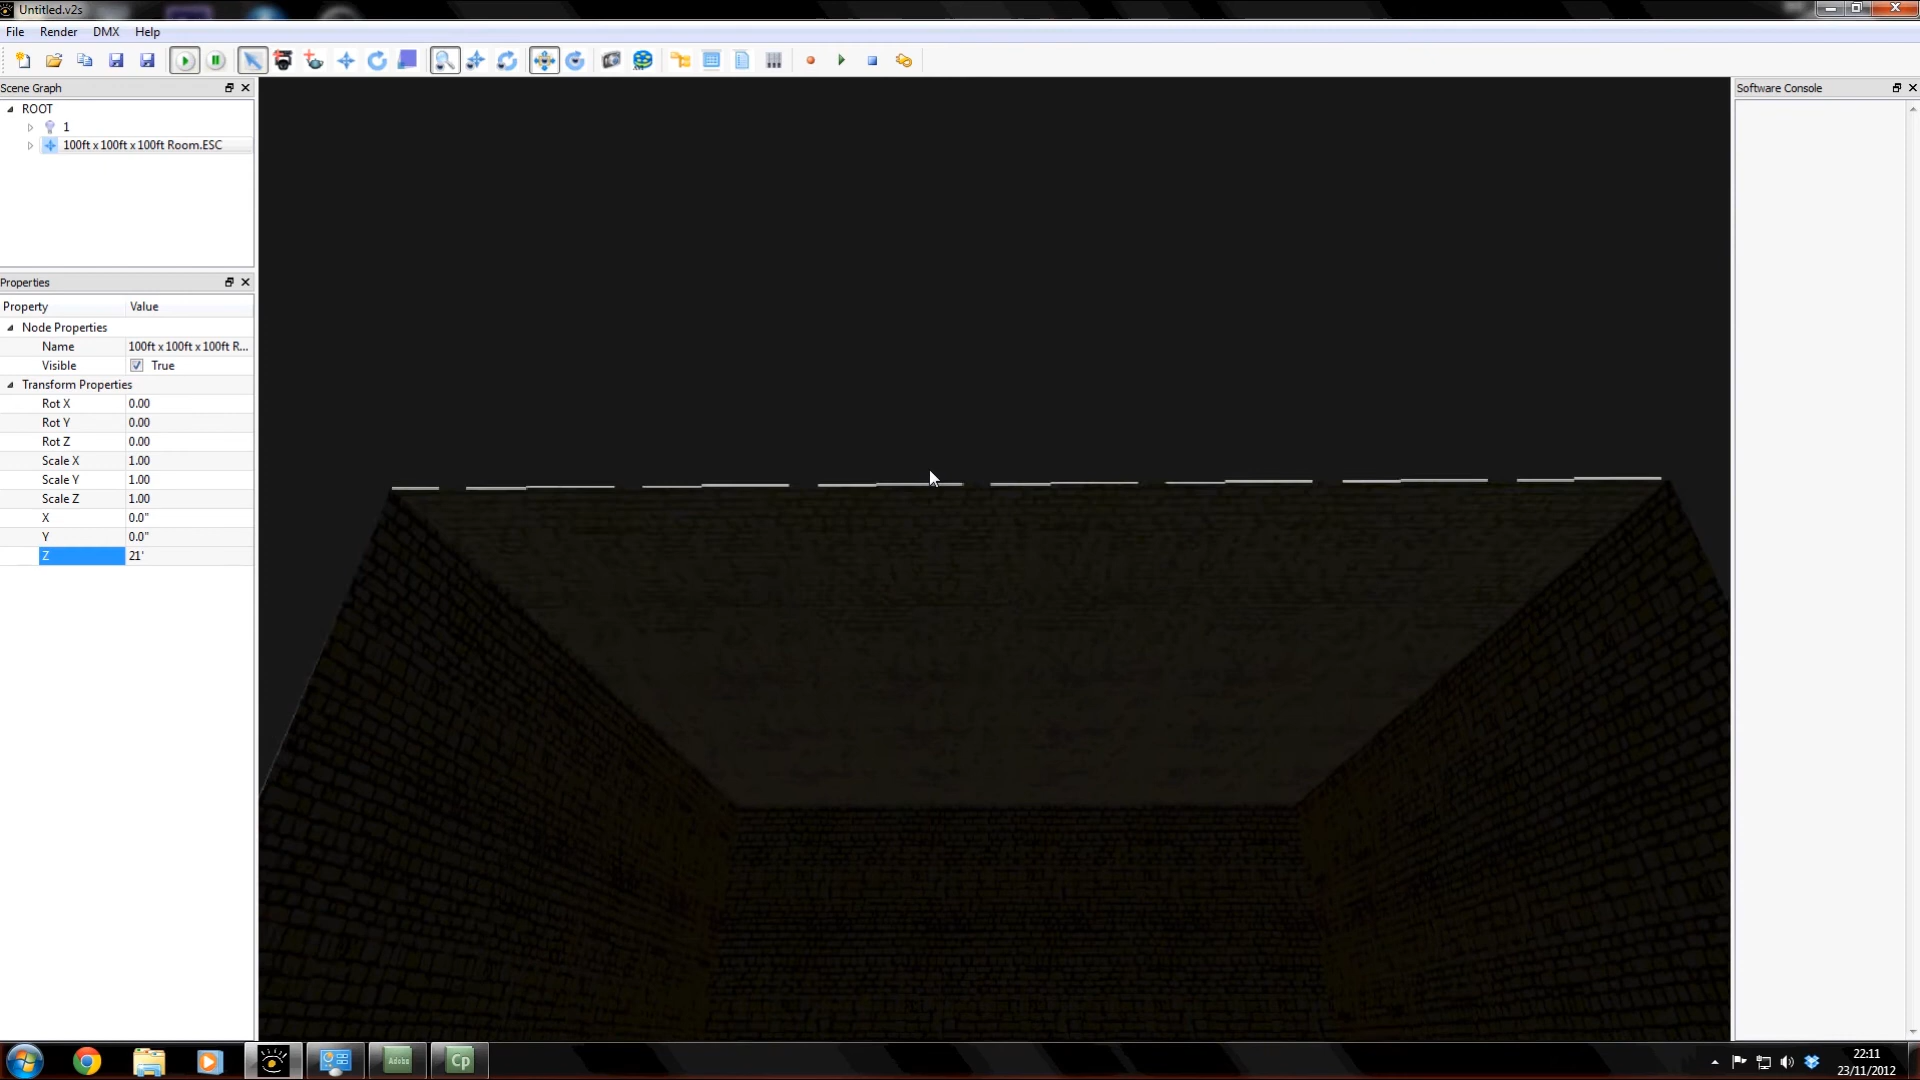 Untitled.v2s
File Render DMX Help
Scene Graph
Software Console
ROOT
1
100ft x 100ft x 100ft Room.ESC
Properties
Property Value
Node Properties
Name 100ft x 100ft x 100ft R...
Visible True
Transform Properties
Rot X 0.00
Rot Y 0.00
Rot Z 0.00
Scale X 1.00
Scale Y 1.00
Scale Z 1.00
X 0.0"
Y 0.0"
Z 21'
Adobe
Cp
22:11
23/11/2012